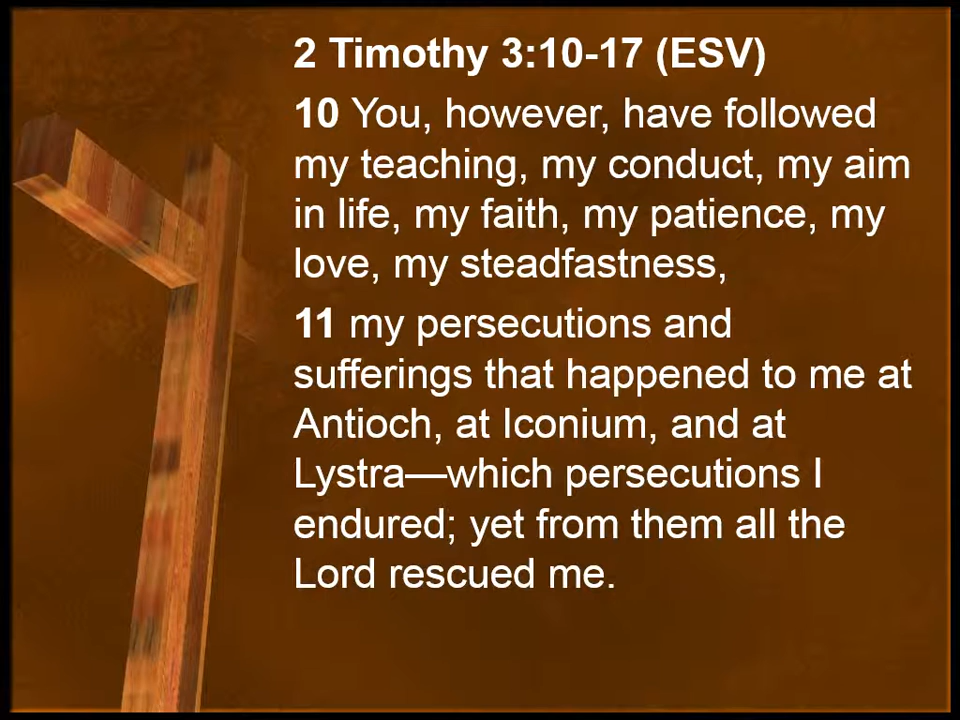 2 Timothy 3:10-17 (ESV)
10 You, however, have followed
my teaching, my conduct, my aim
in life, my faith, my patience, my
love, my steadfastness,
11 my persecutions and
sufferings that happened to me at
Antioch, at Iconium, and at
Lystra—which persecutions I
endured; yet from them all the
Lord rescued me.